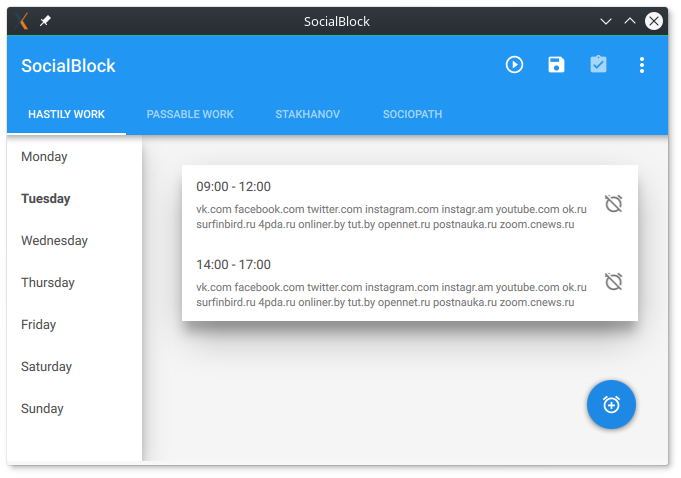 SocialBlock
SocialBlock
HASTILY WORK PASSABLE WORK STAKHANOV SOCIOPATH
Monday
Tuesday
Wednesday
Thursday
Friday
Saturday
Sunday
09:00 - 12:00
vk.com facebook.com twitter.com instagram.com instagr.am youtube.com ok.ru
surfinbird.ru 4pda.ru onliner.by tut.by opennet.ru postnauka.ru zoom.cnews.ru
14:00 - 17:00
vk.com facebook.com twitter.com instagram.com instagr.am youtube.com ok.ru
surfinbird.ru 4pda.ru onliner.by tut.by opennet.ru postnauka.ru zoom.cnews.ru